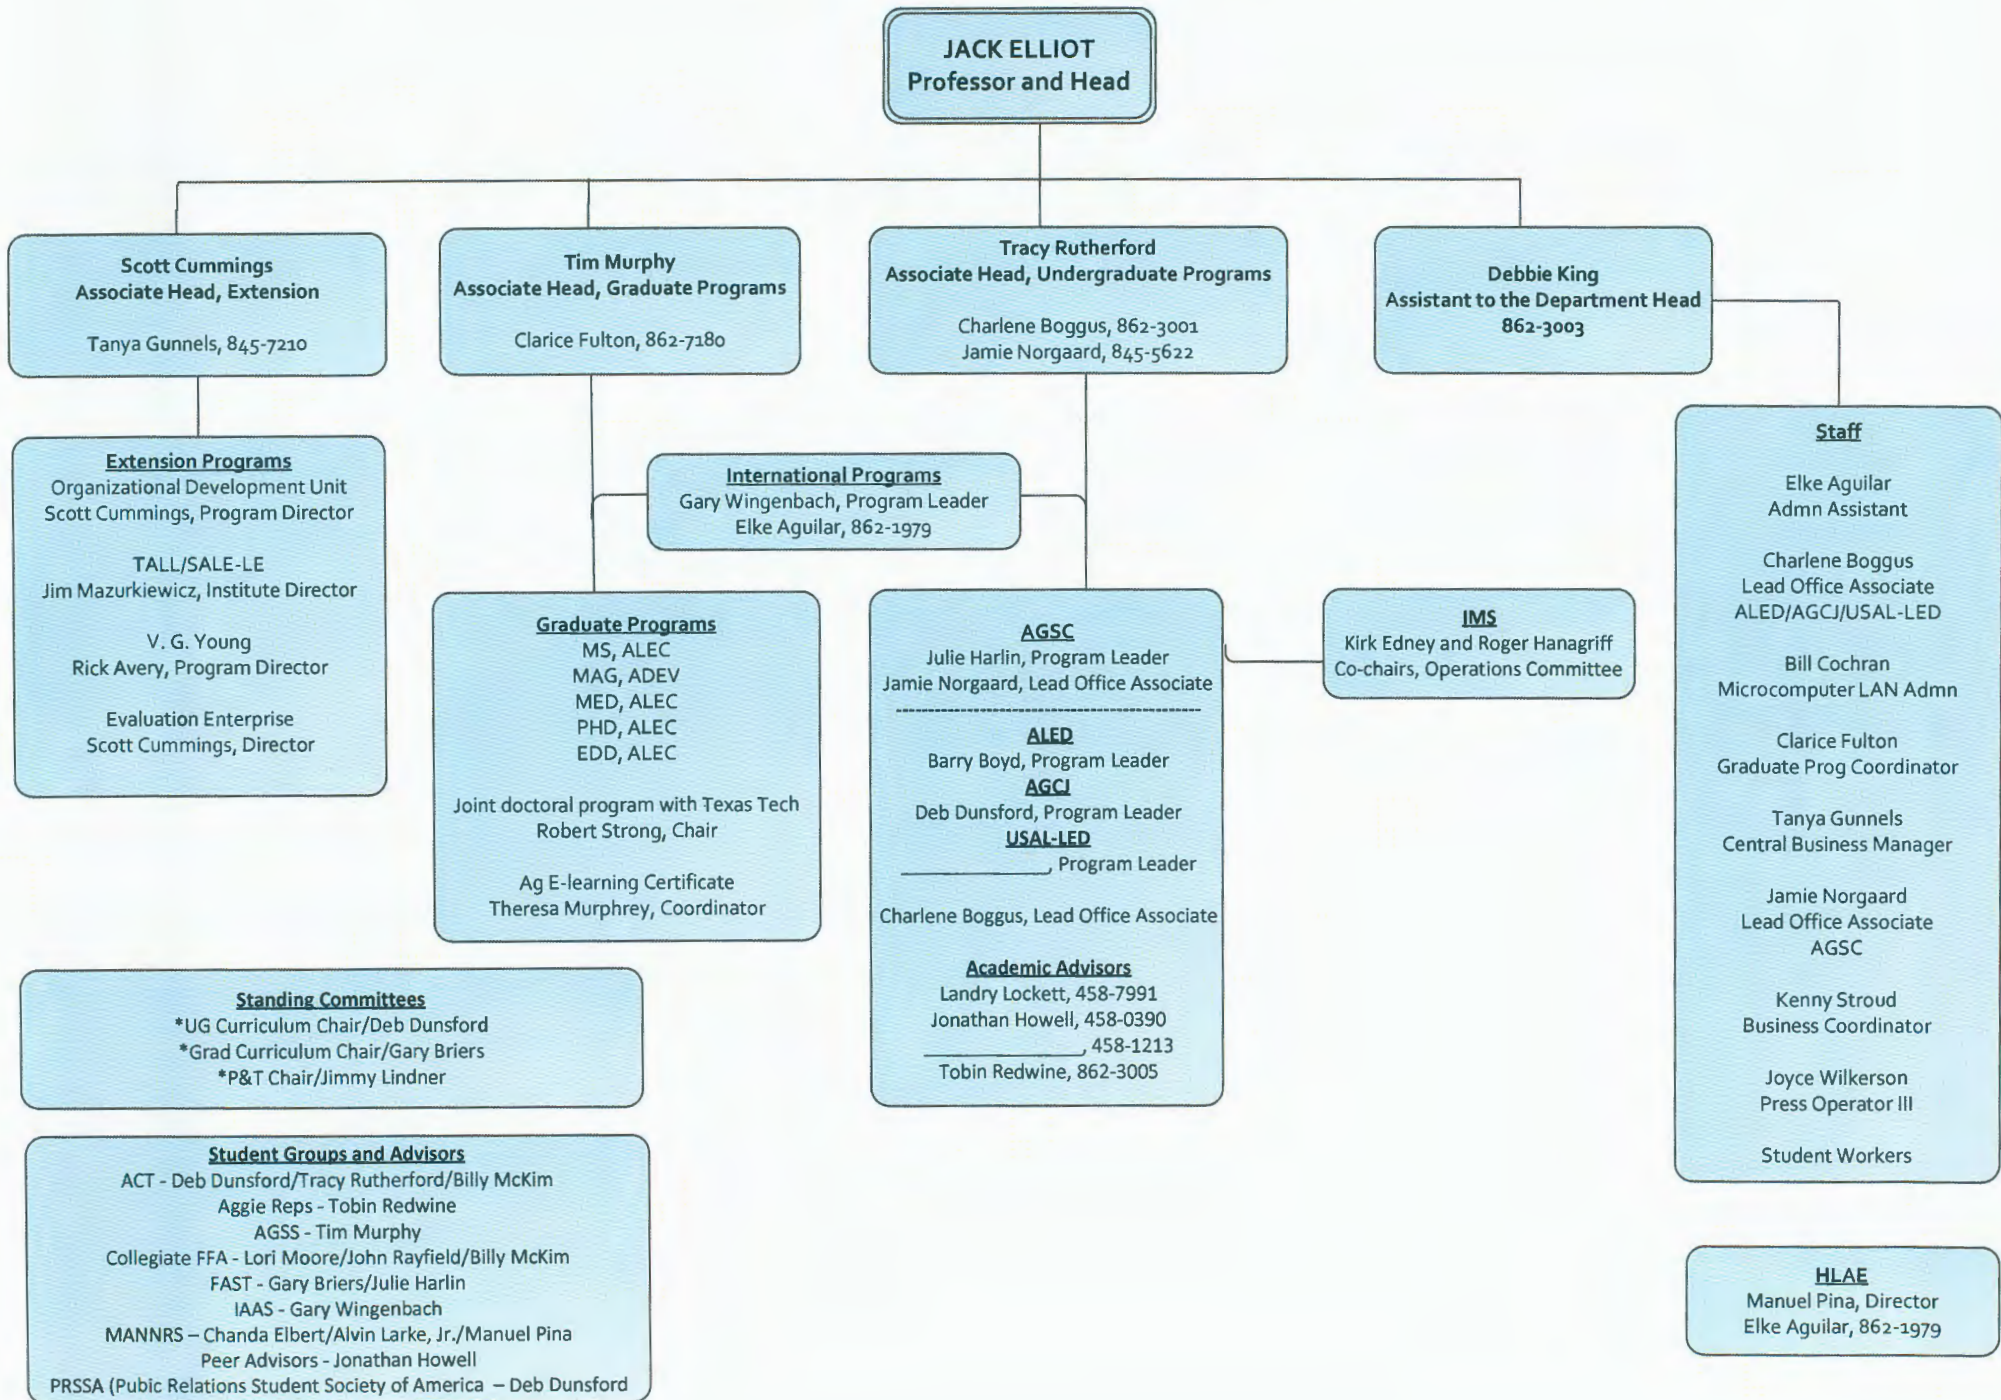 JACK ELLIOT
Professor and Head
Scott Cummings
Associate Head, Extension
Tanya Gunnels, 845-7210
Tim Murphy
Associate Head, Graduate Programs
Clarice Fulton, 862-7180
Tracy Rutherford
Associate Head, Undergraduate Programs
Charlene Boggus, 862-3001
Jamie Norgaard, 845-5622
Debbie King
Assistant to the Department Head
862-3003
Extension Programs
Organizational Development Unit
Scott Cummings, Program Director
TALL/SALE-LE
Jim Mazurkiewicz, Institute Director
V. G. Young
Rick Avery, Program Director
Evaluation Enterprise
Scott Cummings, Director
International Programs
Gary Wingenbach, Program Leader
Elke Aguilar, 862-1979
Graduate Programs
MS, ALEC
MAG, ADEV
MED, ALEC
PHD, ALEC
EDD, ALEC
Joint doctoral program with Texas Tech
Robert Strong, Chair
Ag E-learning Certificate
Theresa Murphrey, Coordinator
AGSC
Julie Harlin, Program Leader
Jamie Norgaard, Lead Office Associate
--------------------------------------------------
ALED
Barry Boyd, Program Leader
AGCJ
Deb Dunsford, Program Leader
USAL-LED
_______________, Program Leader
Charlene Boggus, Lead Office Associate
Academic Advisors
Landry Lockett, 458-7991
Jonathan Howell, 458-0390
________________, 458-1213
Tobin Redwine, 862-3005
IMS
Kirk Edney and Roger Hanagriff
Co-chairs, Operations Committee
Staff
Elke Aguilar
Admn Assistant
Charlene Boggus
Lead Office Associate
ALED/AGCJ/USAL-LED
Bill Cochran
Microcomputer LAN Admn
Clarice Fulton
Graduate Prog Coordinator
Tanya Gunnels
Central Business Manager
Jamie Norgaard
Lead Office Associate
AGSC
Kenny Stroud
Business Coordinator
Joyce Wilkerson
Press Operator III
Student Workers
Standing Committees
*UG Curriculum Chair/Deb Dunsford
*Grad Curriculum Chair/Gary Briers
*P&T Chair/Jimmy Lindner
Student Groups and Advisors
ACT - Deb Dunsford/Tracy Rutherford/Billy McKim
Aggie Reps - Tobin Redwine
AGSS - Tim Murphy
Collegiate FFA - Lori Moore/John Rayfield/Billy McKim
FAST - Gary Briers/Julie Harlin
IAAS - Gary Wingenbach
MANNRS – Chanda Elbert/Alvin Larke, Jr./Manuel Pina
Peer Advisors - Jonathan Howell
PRSSA (Pubic Relations Student Society of America – Deb Dunsford
HLAE
Manuel Pina, Director
Elke Aguilar, 862-1979